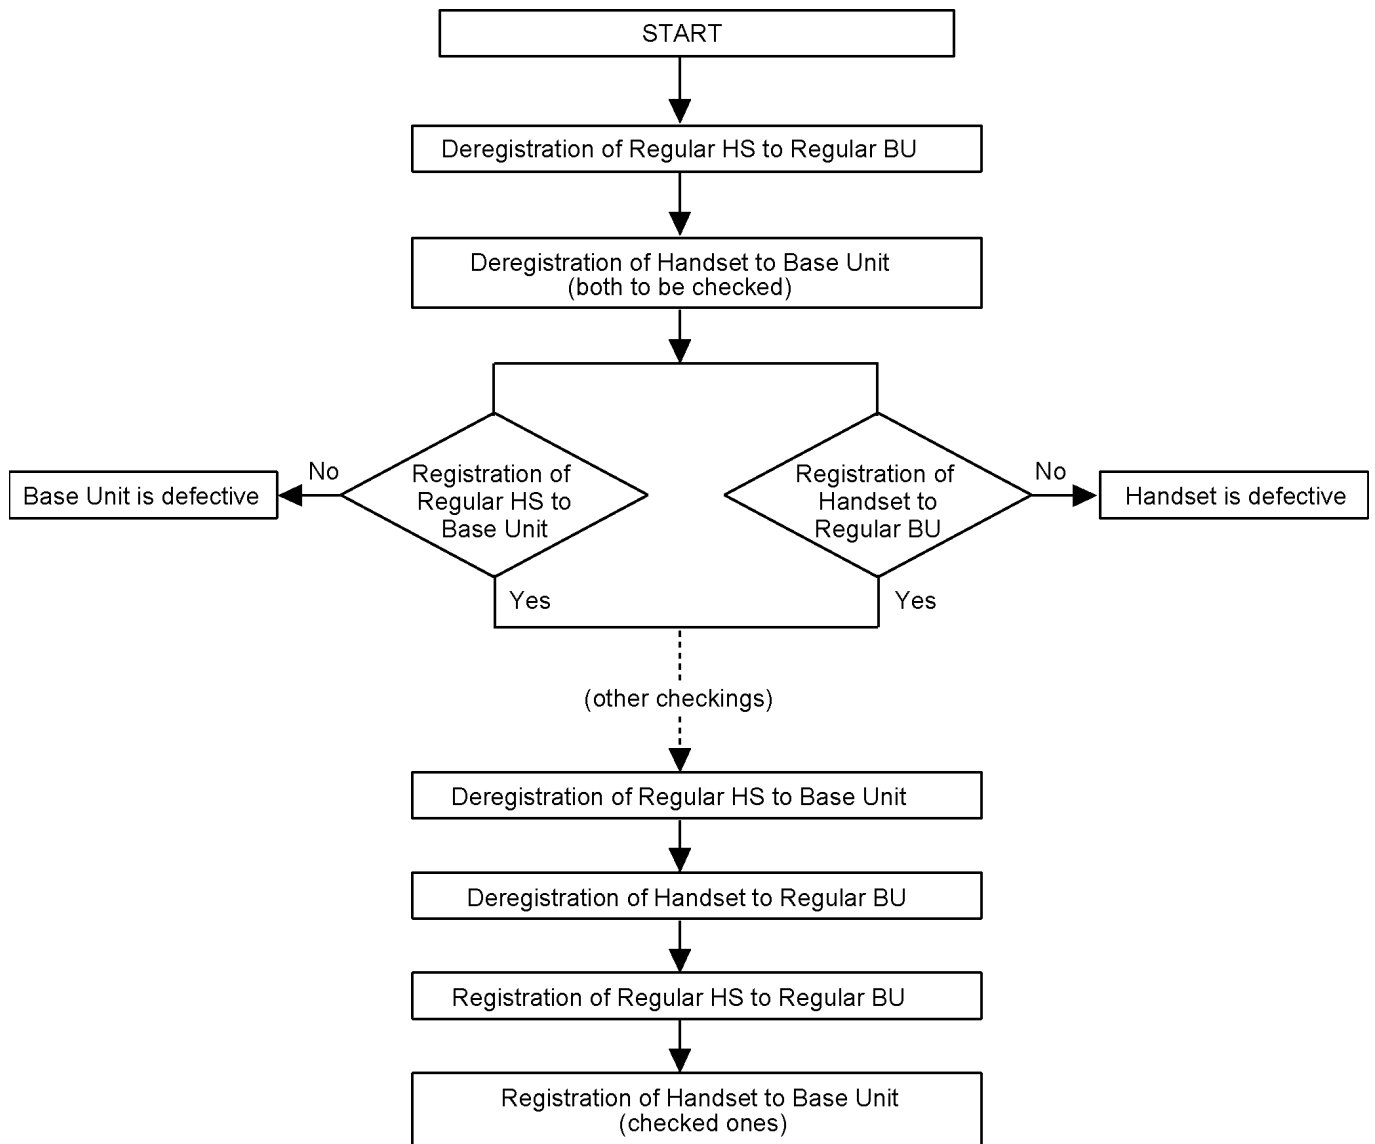 START
Deregistration of Regular HS to Regular BU
Deregistration of Handset to Base Unit
(both to be checked)
No
Base Unit is defective
Registration of
Regular HS to
Base Unit
Yes
Registration of
Handset to
Regular BU
Yes
No
Handset is defective
(other checkings)
Deregistration of Regular HS to Base Unit
Deregistration of Handset to Regular BU
Registration of Regular HS to Regular BU
Registration of Handset to Base Unit
(checked ones)